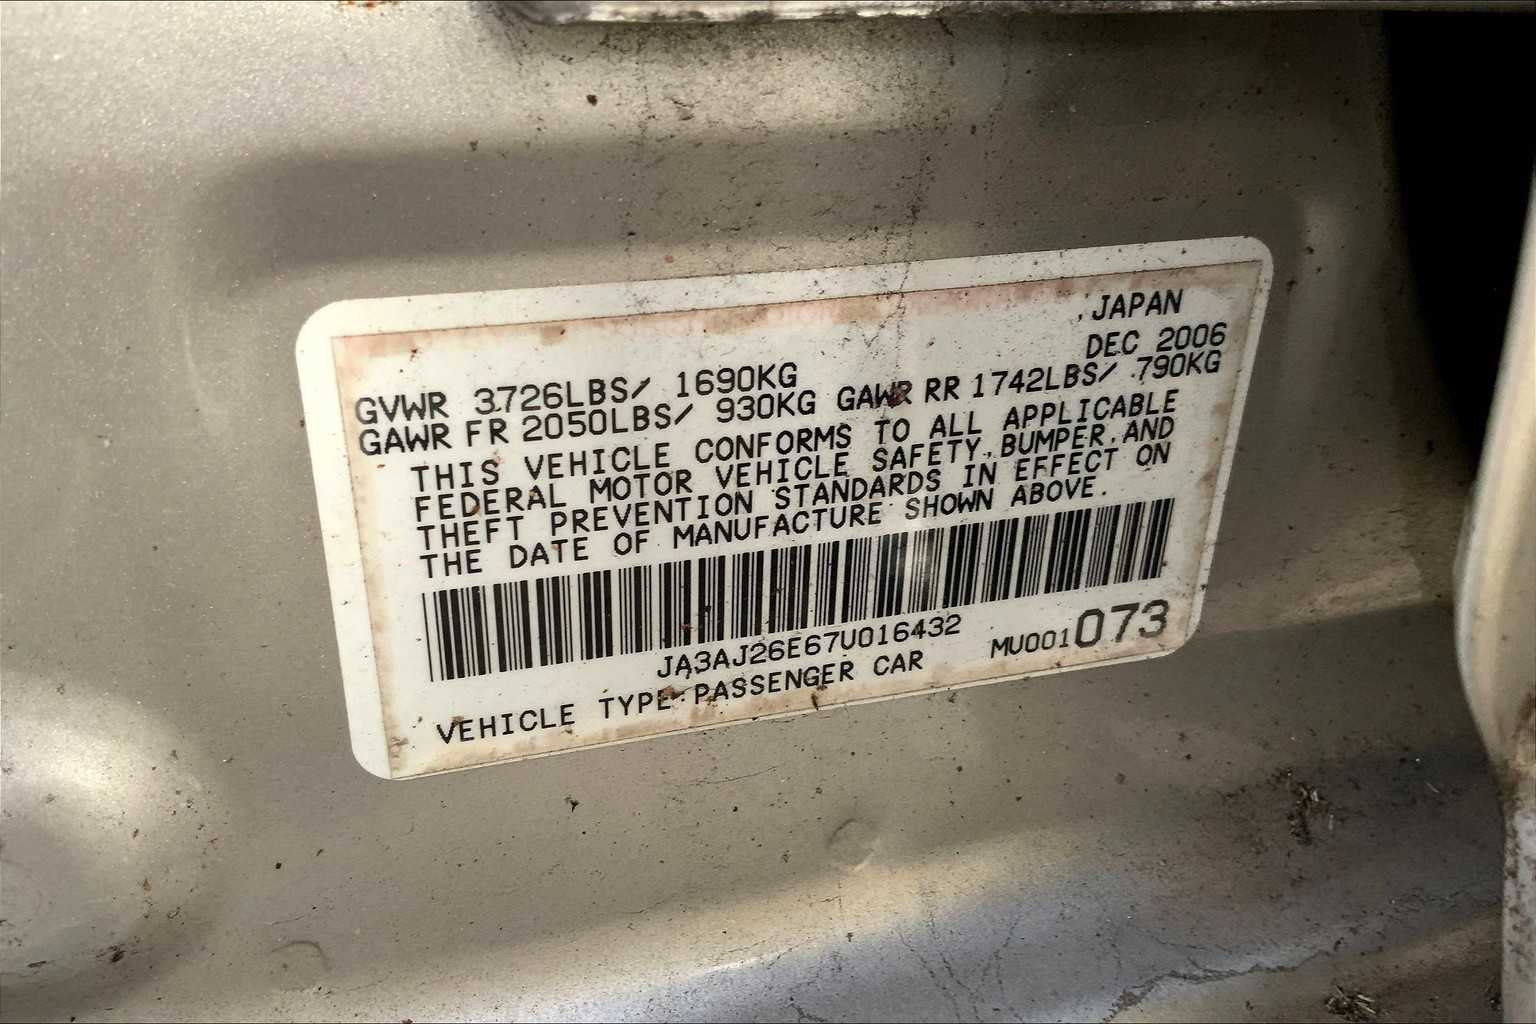 ,JAPAN
DEC 2006
GVWR 3726LBS/ 1690KG
GAWR FR 2050LBS/ 930KG GAWR RR 1742LBS/ 790KG
THIS VEHICLE CONFORMS TO ALL APPLICABLE
FEDERAL MOTOR VEHICLE SAFETY, BUMPER, AND
THEFT PREVENTION STANDARDS IN EFFECT ON
THE DATE OF MANUFACTURE SHOWN ABOVE.
JA3AJ26E67U016432
MU001073
VEHICLE TYPE:PASSENGER CAR